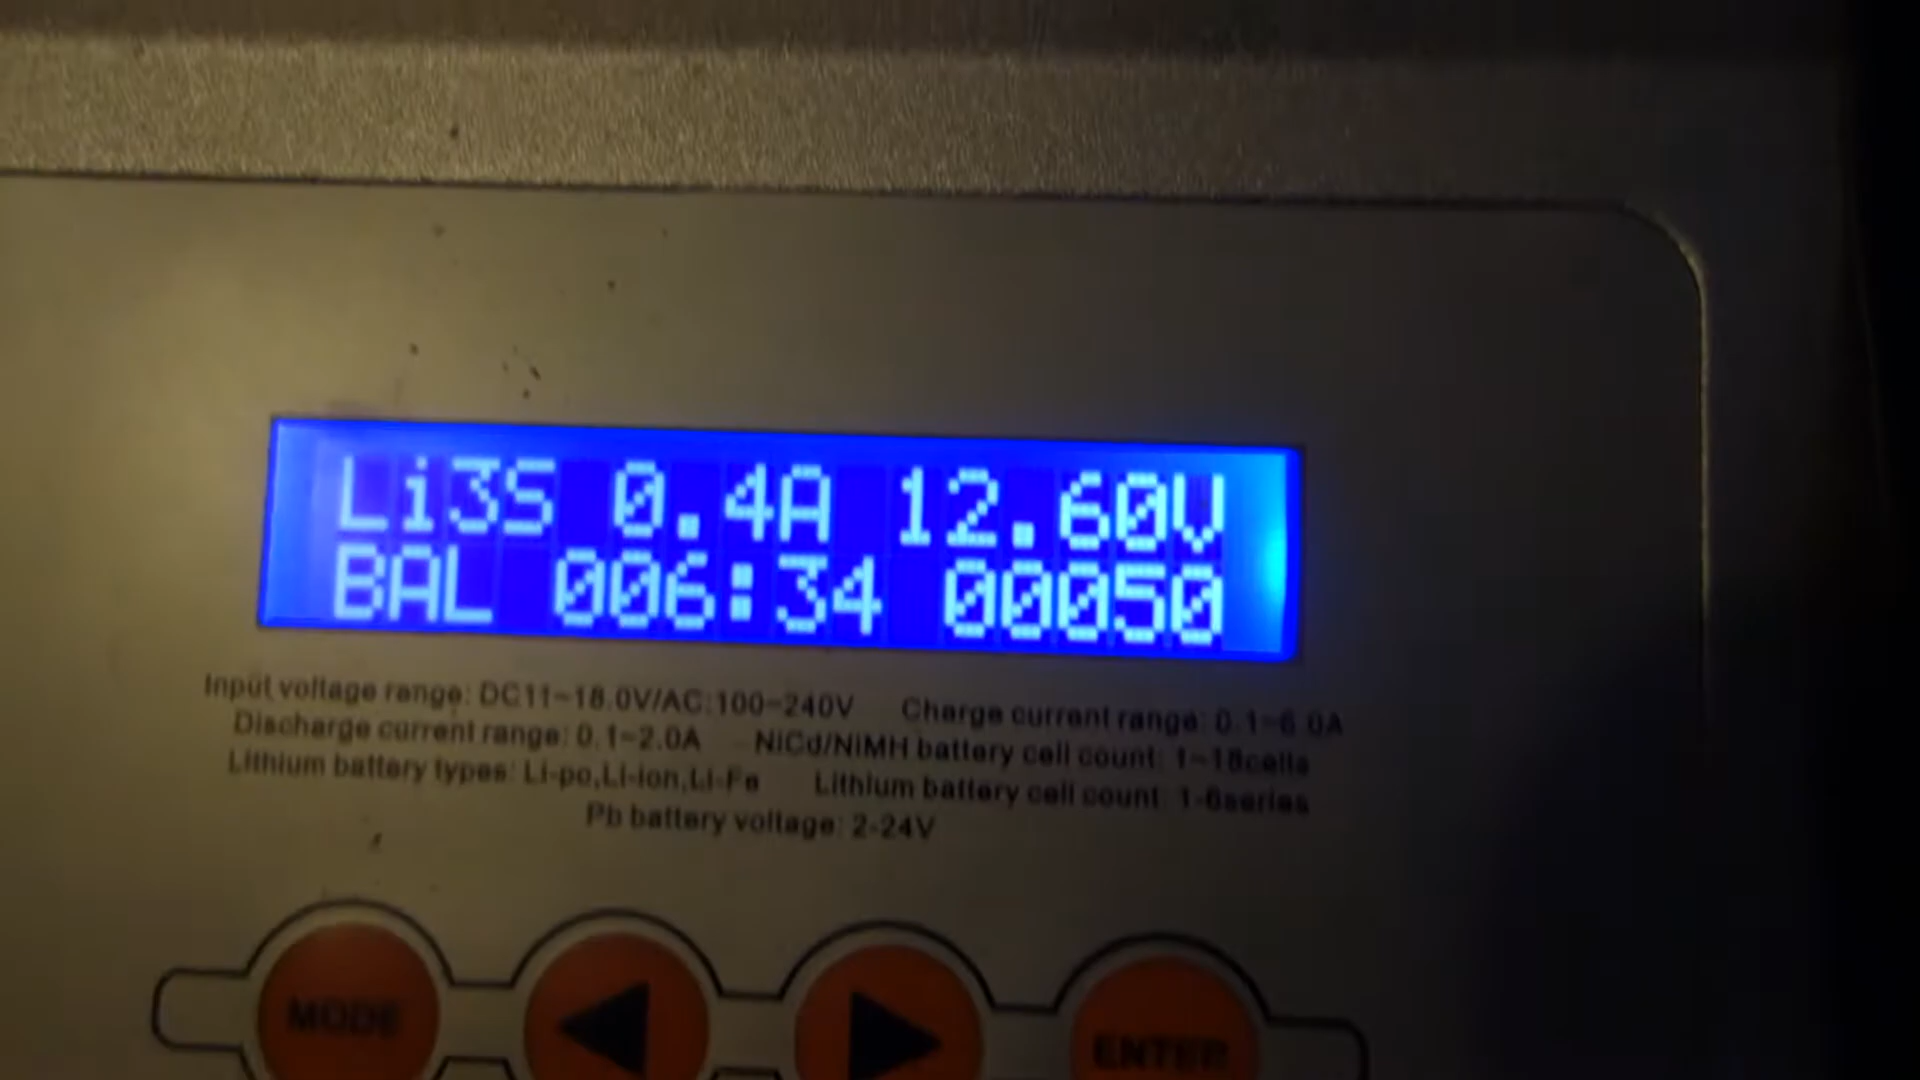 Li3S 0.4A 12.60V
BAL 006:34 00050
Input voltage range: DC11~18.0V/AC:100~240V Charge current range: 0.1~6.0A
Discharge current range: 0.1~2.0A NiCd/NiMH battery cell count: 1~18cells
Lithium battery types: Li-po,Li-ion,Li-Fe Lithium battery cell count: 1-6series
Pb battery voltage: 2-24V
MODE ENTER